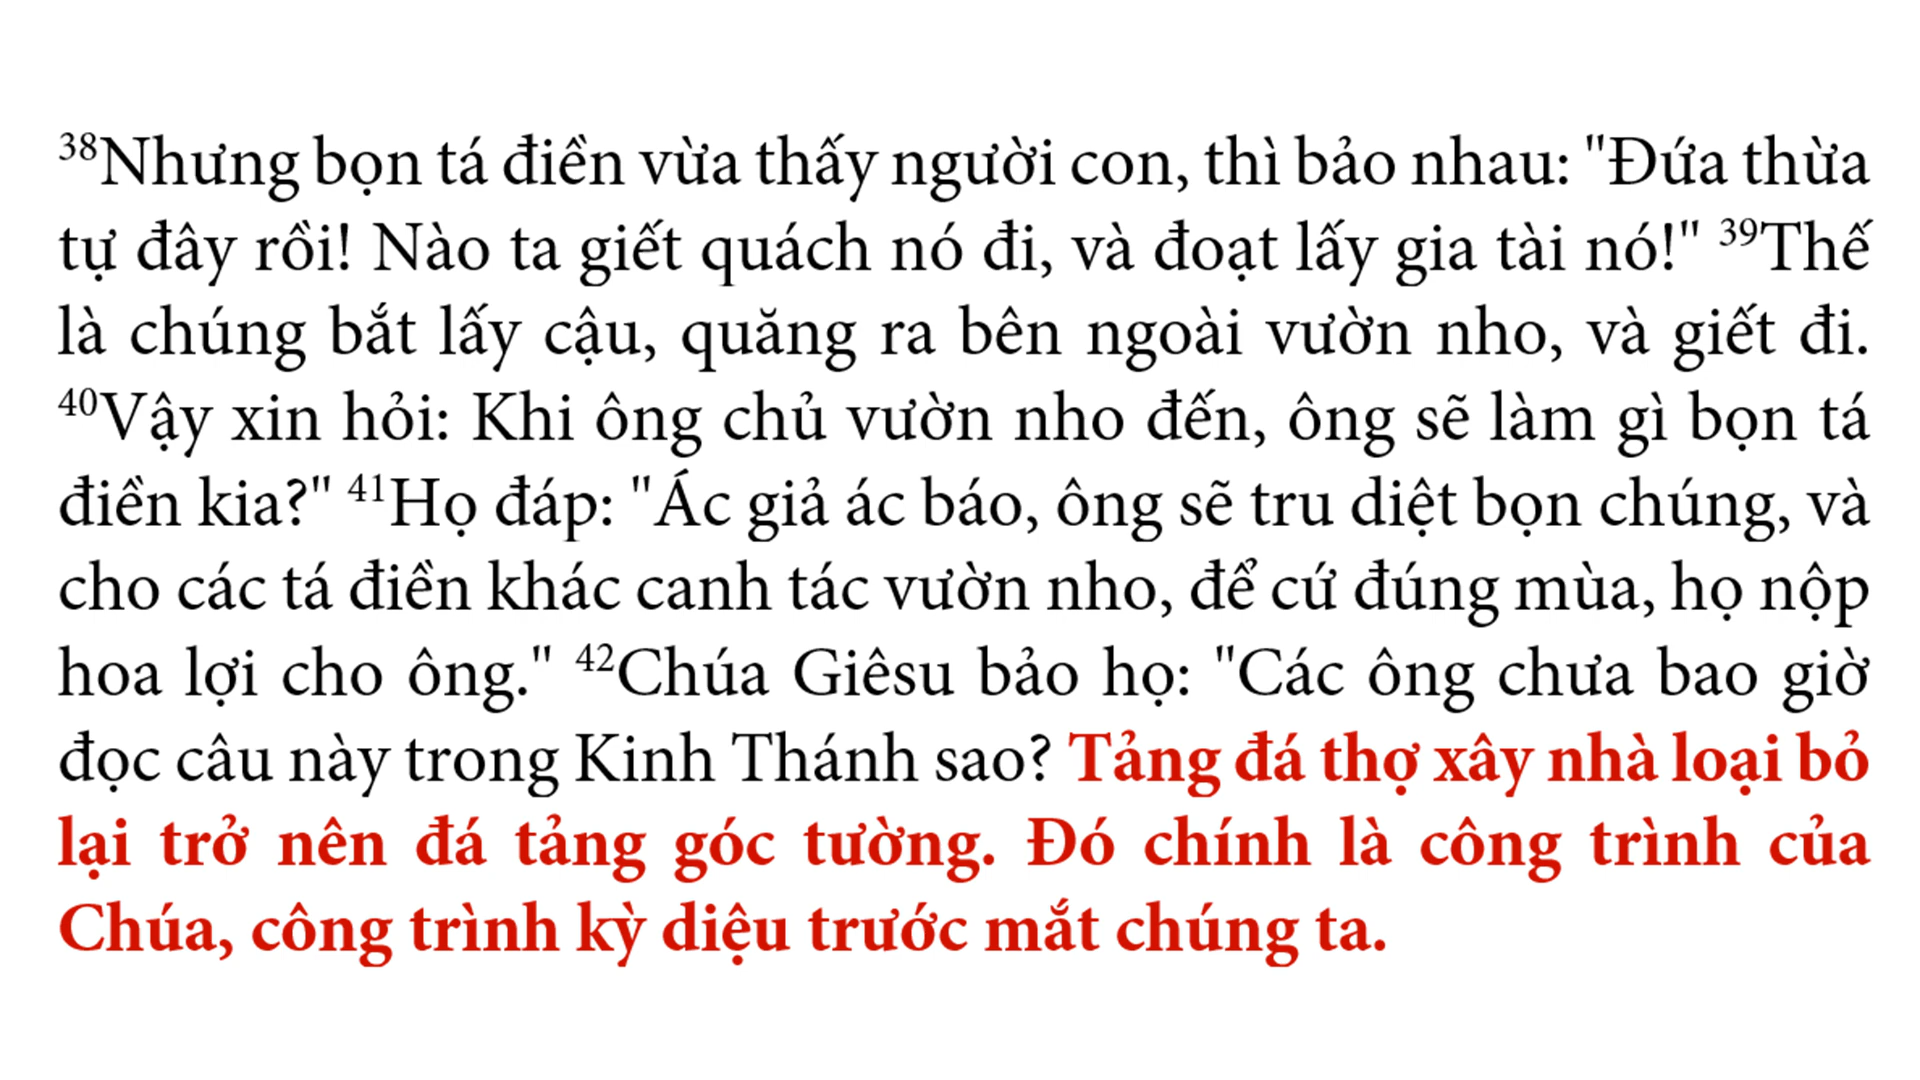 ³⁸Nhưng bọn tá điền vừa thấy người con, thì bảo nhau: "Đứa thừa
tự đây rồi! Nào ta giết quách nó đi, và đoạt lấy gia tài nó!" ³⁹Thế
là chúng bắt lấy cậu, quăng ra bên ngoài vườn nho, và giết đi.
⁴⁰Vậy xin hỏi: Khi ông chủ vườn nho đến, ông sẽ làm gì bọn tá
điền kia?" ⁴¹Họ đáp: "Ác giả ác báo, ông sẽ tru diệt bọn chúng, và
cho các tá điền khác canh tác vườn nho, để cứ đúng mùa, họ nộp
hoa lợi cho ông." ⁴²Chúa Giêsu bảo họ: "Các ông chưa bao giờ
đọc câu này trong Kinh Thánh sao? Tảng đá thợ xây nhà loại bỏ
lại trở nên đá tảng góc tường. Đó chính là công trình của
Chúa, công trình kỳ diệu trước mắt chúng ta.